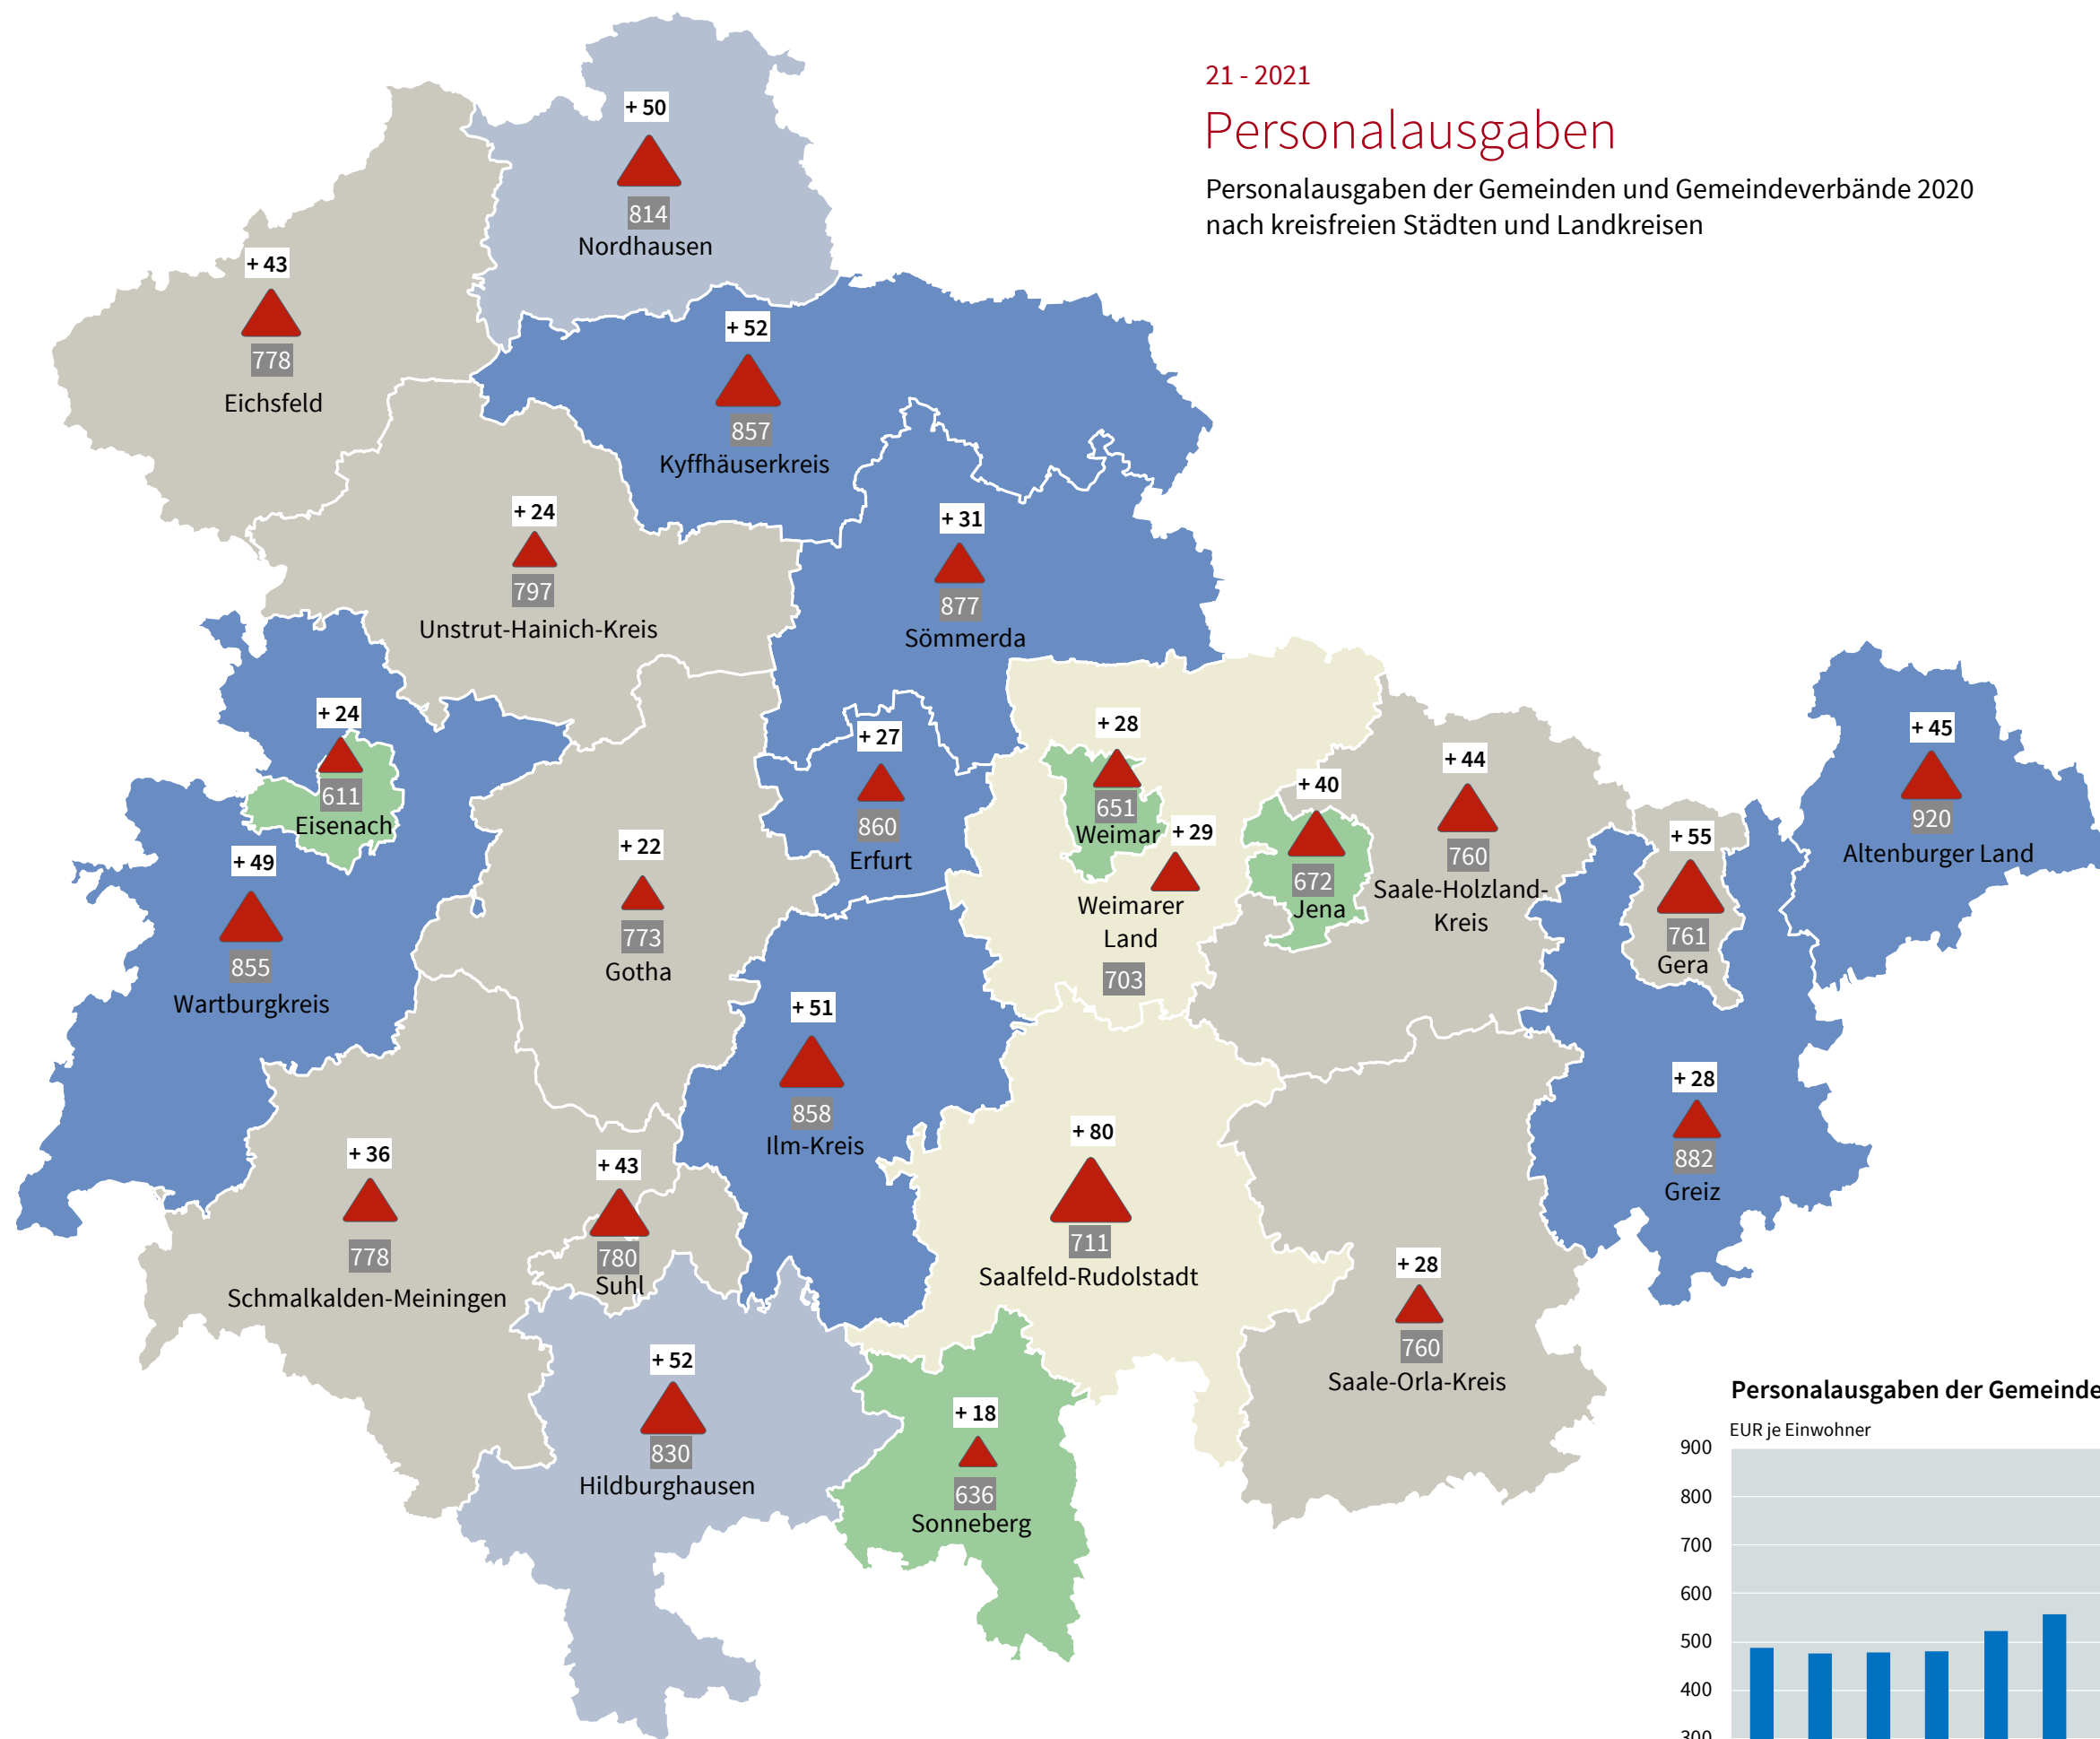 21 - 2021
Personalausgaben
Personalausgaben der Gemeinden und Gemeindeverbände 2020
nach kreisfreien Städten und Landkreisen
+ 50
814
Nordhausen
+ 43
778
Eichsfeld
+ 52
857
Kyffhäuserkreis
+ 24
797
Unstrut-Hainich-Kreis
+ 31
877
Sömmerda
+ 24
611
Eisenach
+ 49
855
Wartburgkreis
+ 22
773
Gotha
+ 27
860
Erfurt
+ 28
651
Weimar
+ 29
Weimarer
Land
703
+ 40
672
Jena
+ 44
760
Saale-Holzland-
Kreis
+ 55
761
Gera
+ 45
920
Altenburger Land
+ 51
858
Ilm-Kreis
+ 28
882
Greiz
+ 36
778
Schmalkalden-Meiningen
+ 43
780
Suhl
+ 80
711
Saalfeld-Rudolstadt
+ 28
760
Saale-Orla-Kreis
+ 52
830
Hildburghausen
+ 18
636
Sonneberg
Personalausgaben der Gemeinde
EUR je Einwohner
900
800
700
600
500
400
300